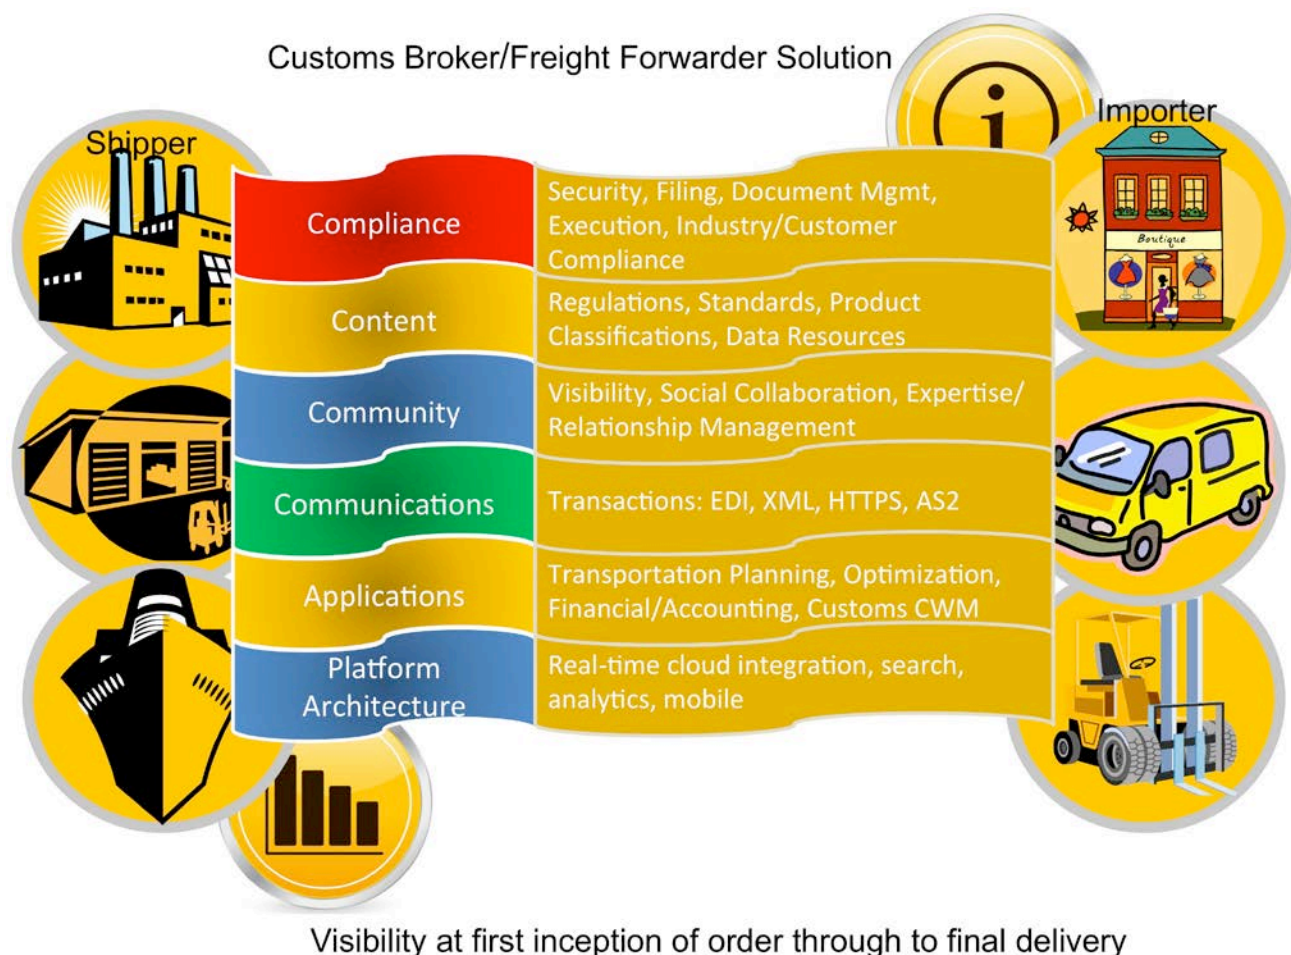 Customs Broker/Freight Forwarder Solution
Shipper
Importer
Boutique
Compliance
Security, Filing, Document Mgmt,
Execution, Industry/Customer
Compliance
Content
Regulations, Standards, Product
Classifications, Data Resources
Community
Visibility, Social Collaboration, Expertise/
Relationship Management
Communications
Transactions: EDI, XML, HTTPS, AS2
Applications
Transportation Planning, Optimization,
Financial/Accounting, Customs CWM
Platform
Architecture
Real-time cloud integration, search,
analytics, mobile
Visibility at first inception of order through to final delivery